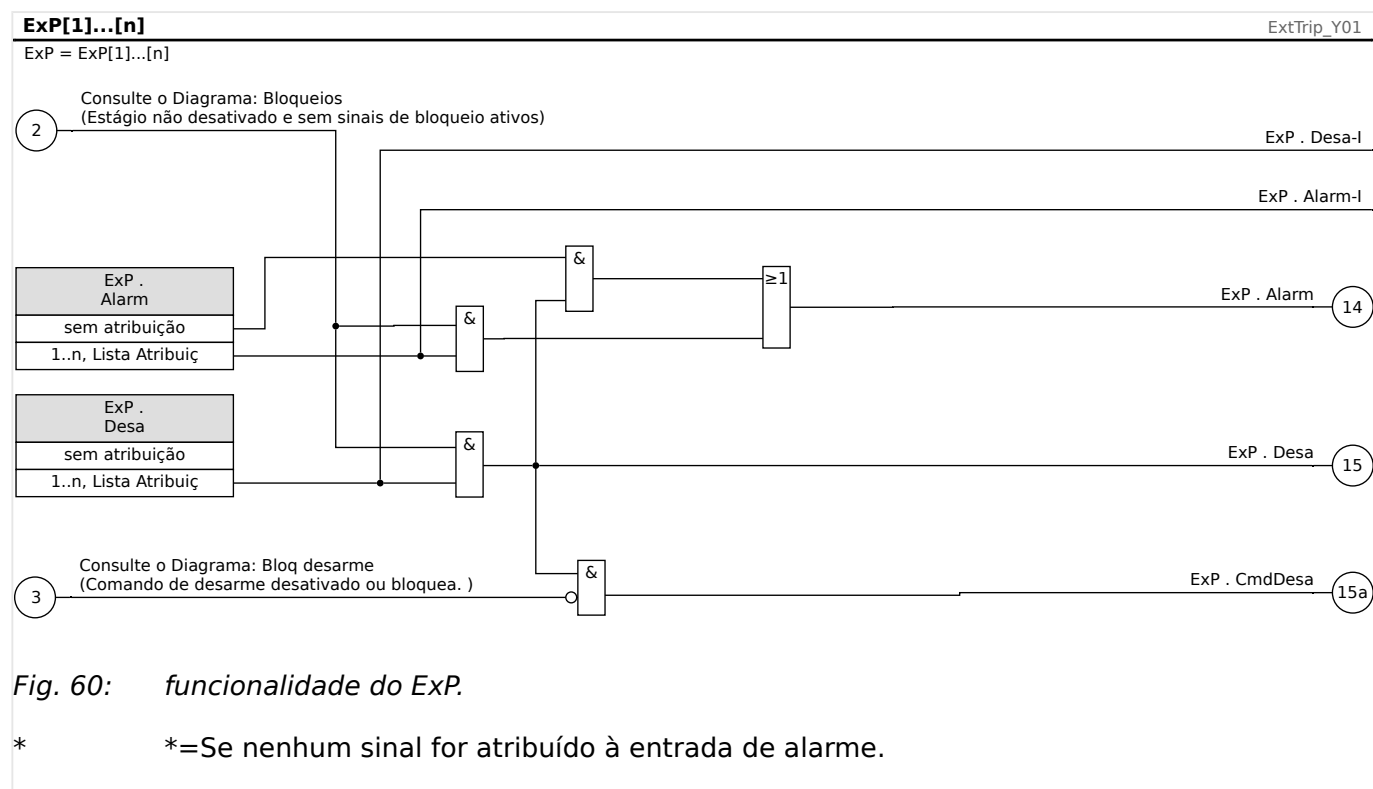 ExP[1]...[n]
ExtTrip_Y01
ExP = ExP[1]...[n]
Consulte o Diagrama: Bloqueios
(Estágio não desativado e sem sinais de bloqueio ativos)
2
ExP . Desa-I
ExP . Alarm-I
&
≥1
ExP .
Alarm
sem atribuição
1..n, Lista Atribuiç
&
ExP . Alarm
14
ExP .
Desa
sem atribuição
1..n, Lista Atribuiç
&
ExP . Desa
15
Consulte o Diagrama: Bloq desarme
(Comando de desarme desativado ou bloquea. )
3
&
ExP . CmdDesa
15a
Fig. 60: funcionalidade do ExP.
* *=Se nenhum sinal for atribuído à entrada de alarme.